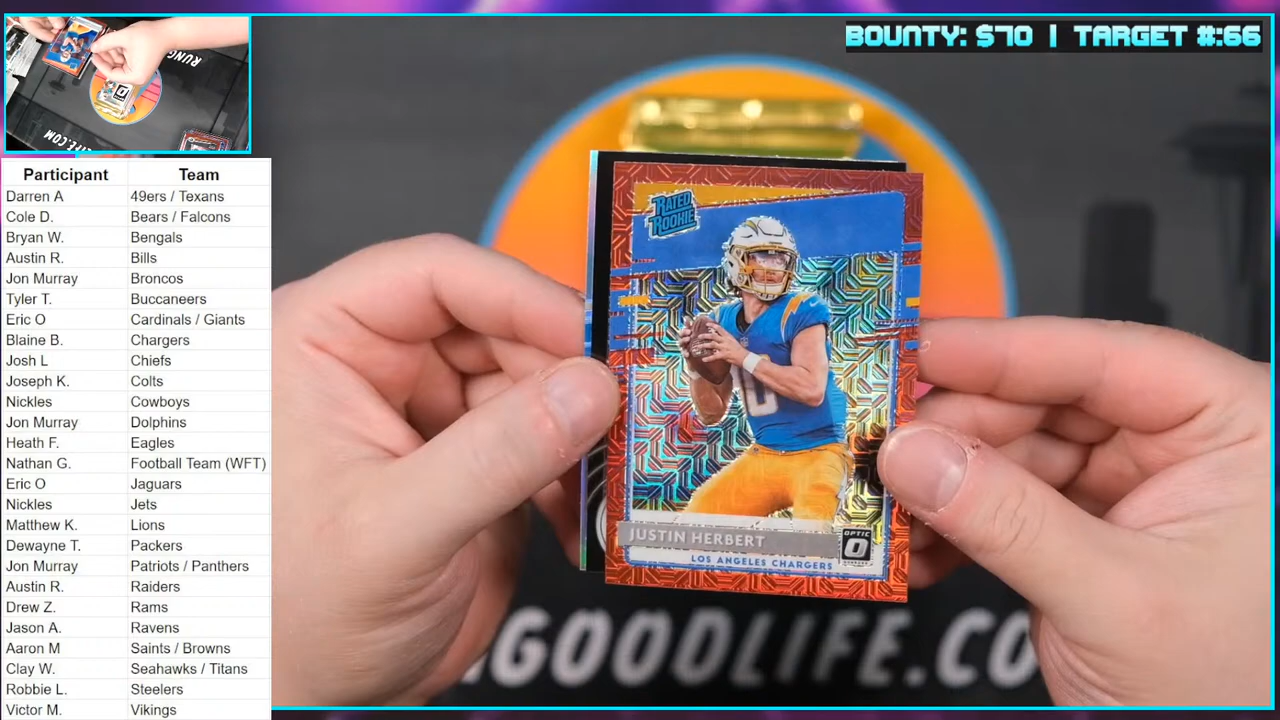 BOUNTY: $70 | TARGET #:66
RUNG
.COM
Participant Team
Darren A 49ers / Texans
Cole D. Bears / Falcons
Bryan W. Bengals
Austin R. Bills
Jon Murray Broncos
Tyler T. Buccaneers
Eric O Cardinals / Giants
Blaine B. Chargers
Josh L Chiefs
Joseph K. Colts
Nickles Cowboys
Jon Murray Dolphins
Heath F. Eagles
Nathan G. Football Team (WFT)
Eric O Jaguars
Nickles Jets
Matthew K. Lions
Dewayne T. Packers
Jon Murray Patriots / Panthers
Austin R. Raiders
Drew Z. Rams
Jason A. Ravens
Aaron M Saints / Browns
Clay W. Seahawks / Titans
Robbie L. Steelers
Victor M. Vikings
RATED
ROOKIE
10
JUSTIN HERBERT
LOS ANGELES CHARGERS
OPTIC
GOODLIFE.CO